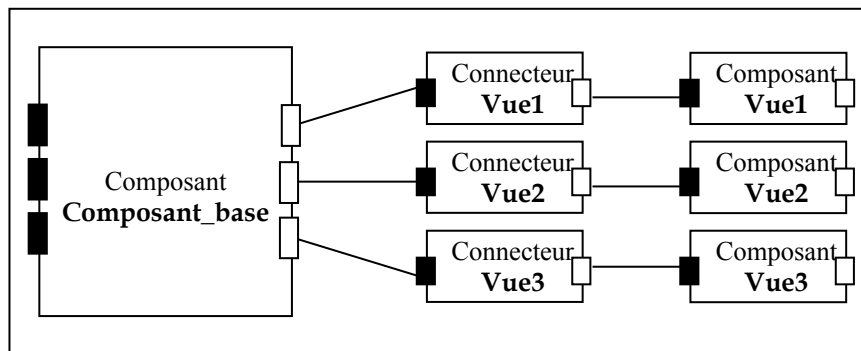 Connecteur
Vue1
Composant
Vue1
Composant
Composant_base
Connecteur
Vue2
Composant
Vue2
Connecteur
Vue3
Composant
Vue3